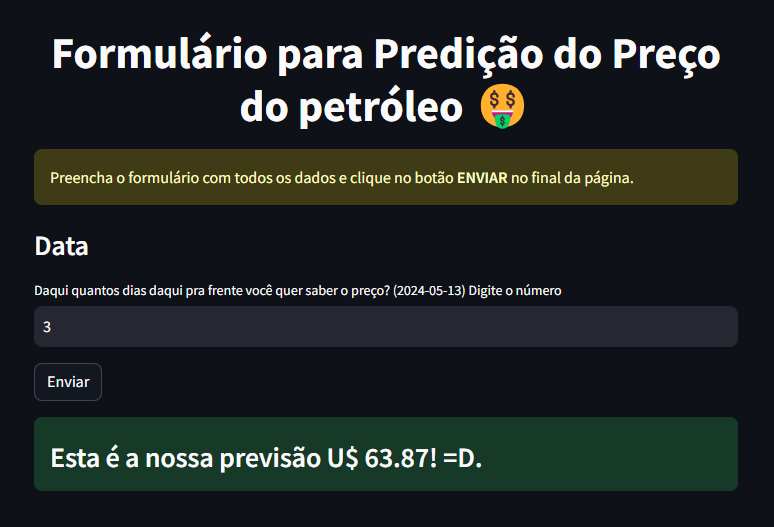 Formulário para Predição do Preço
do petróleo 🤑
Preencha o formulário com todos os dados e clique no botão ENVIAR no final da página.
Data
Daqui quantos dias daqui pra frente você quer saber o preço? (2024-05-13) Digite o número
3
Enviar
Esta é a nossa previsão U$ 63.87! =D.